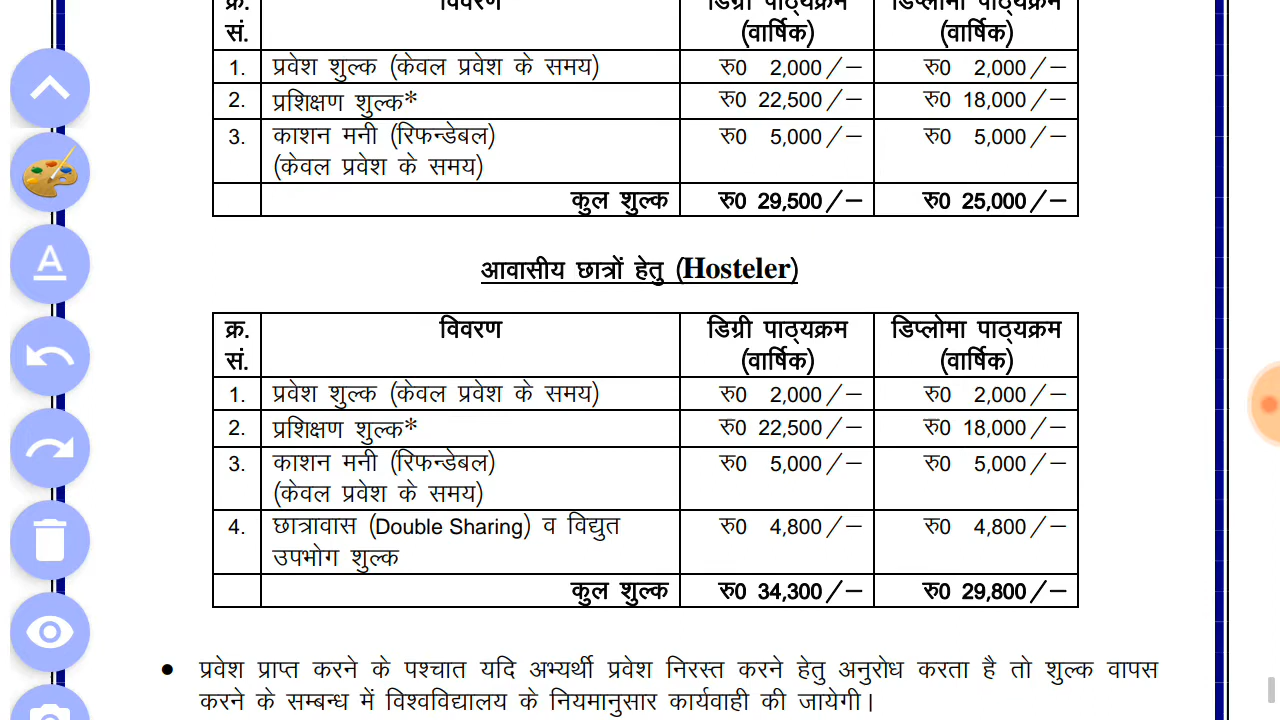 क्र. विवरण डिग्री पाठ्यक्रम डिप्लोमा पाठ्यक्रम
सं. (वार्षिक) (वार्षिक)
1. प्रवेश शुल्क (केवल प्रवेश के समय) रु0 2,000/– रु0 2,000/–
2. प्रशिक्षण शुल्क* रु0 22,500/– रु0 18,000/–
3. काशन मनी (रिफन्डेबल) रु0 5,000/– रु0 5,000/–
(केवल प्रवेश के समय)
कुल शुल्क रु0 29,500/– रु0 25,000/–
आवासीय छात्रों हेतु (Hosteler)
क्र. विवरण डिग्री पाठ्यक्रम डिप्लोमा पाठ्यक्रम
सं. (वार्षिक) (वार्षिक)
1. प्रवेश शुल्क (केवल प्रवेश के समय) रु0 2,000/– रु0 2,000/–
2. प्रशिक्षण शुल्क* रु0 22,500/– रु0 18,000/–
3. काशन मनी (रिफन्डेबल) रु0 5,000/– रु0 5,000/–
(केवल प्रवेश के समय)
4. छात्रावास (Double Sharing) व विद्युत रु0 4,800/– रु0 4,800/–
उपभोग शुल्क
कुल शुल्क रु0 34,300/– रु0 29,800/–
• प्रवेश प्राप्त करने के पश्चात यदि अभ्यर्थी प्रवेश निरस्त करने हेतु अनुरोध करता है तो शुल्क वापस
करने के सम्बन्ध में विश्वविद्यालय के नियमानुसार कार्यवाही की जायेगी।